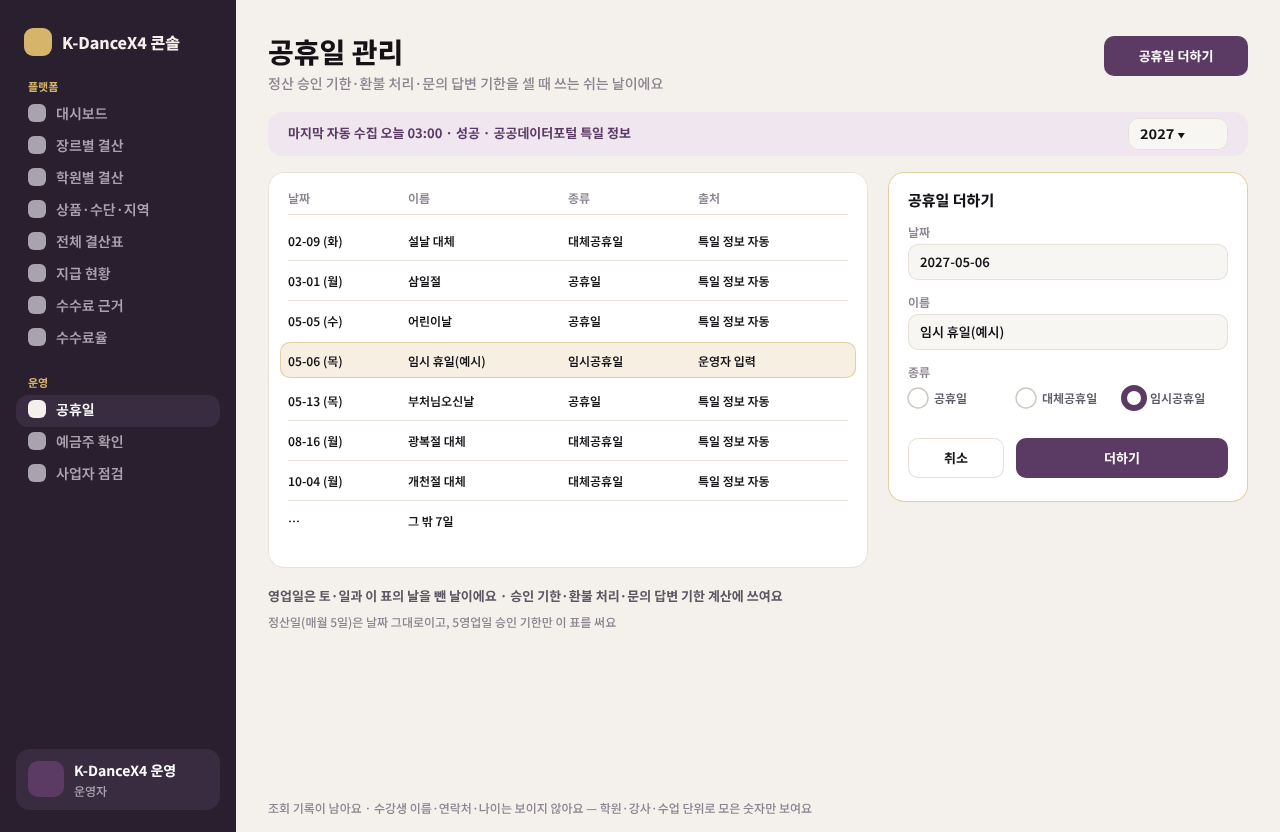 K-DanceX4 콘솔
플랫폼
대시보드
장르별 결산
학원별 결산
상품·수단·지역
전체 결산표
지급 현황
수수료 근거
수수료율
운영
공휴일
예금주 확인
사업자 점검
K-DanceX4 운영
운영자
공휴일 관리
정산 승인 기한·환불 처리·문의 답변 기한을 셀 때 쓰는 쉬는 날이에요
공휴일 더하기
마지막 자동 수집 오늘 03:00 · 성공 · 공공데이터포털 특일 정보
2027 ▾
날짜 이름 종류 출처
02-09 (화) 설날 대체 대체공휴일 특일 정보 자동
03-01 (월) 삼일절 공휴일 특일 정보 자동
05-05 (수) 어린이날 공휴일 특일 정보 자동
05-06 (목) 임시 휴일(예시) 임시공휴일 운영자 입력
05-13 (목) 부처님오신날 공휴일 특일 정보 자동
08-16 (월) 광복절 대체 대체공휴일 특일 정보 자동
10-04 (월) 개천절 대체 대체공휴일 특일 정보 자동
… 그 밖 7일
공휴일 더하기
날짜
2027-05-06
이름
임시 휴일(예시)
종류
공휴일 대체공휴일 임시공휴일
취소 더하기
영업일은 토·일과 이 표의 날을 뺀 날이에요 · 승인 기한·환불 처리·문의 답변 기한 계산에 쓰여요
정산일(매월 5일)은 날짜 그대로이고, 5영업일 승인 기한만 이 표를 써요
조회 기록이 남아요 · 수강생 이름·연락처·나이는 보이지 않아요 — 학원·강사·수업 단위로 모은 숫자만 보여요